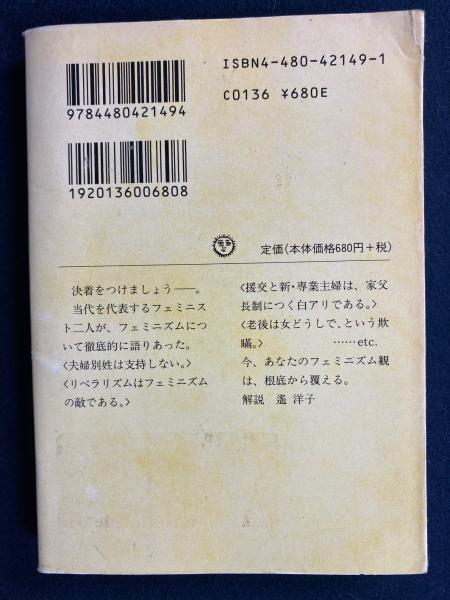 ISBN4-480-42149-1
C0136 ¥680E
9784480421494
1920136006808
定価(本体価格680円+税)
決着をつけましょう――。
当代を代表するフェミニス
ト二人が、フェミニズムにつ
いて徹底的に語りあった。
〈夫婦別姓は支持しない。〉
〈リベラリズムはフェミニズム
の敵である。〉
〈援交と新・専業主婦は、家父
長制につく白アリである。〉
〈老後は女どうしで、という欺
瞞。〉 ……etc.
今、あなたのフェミニズム観
は、根底から覆える。
解説 遙 洋子